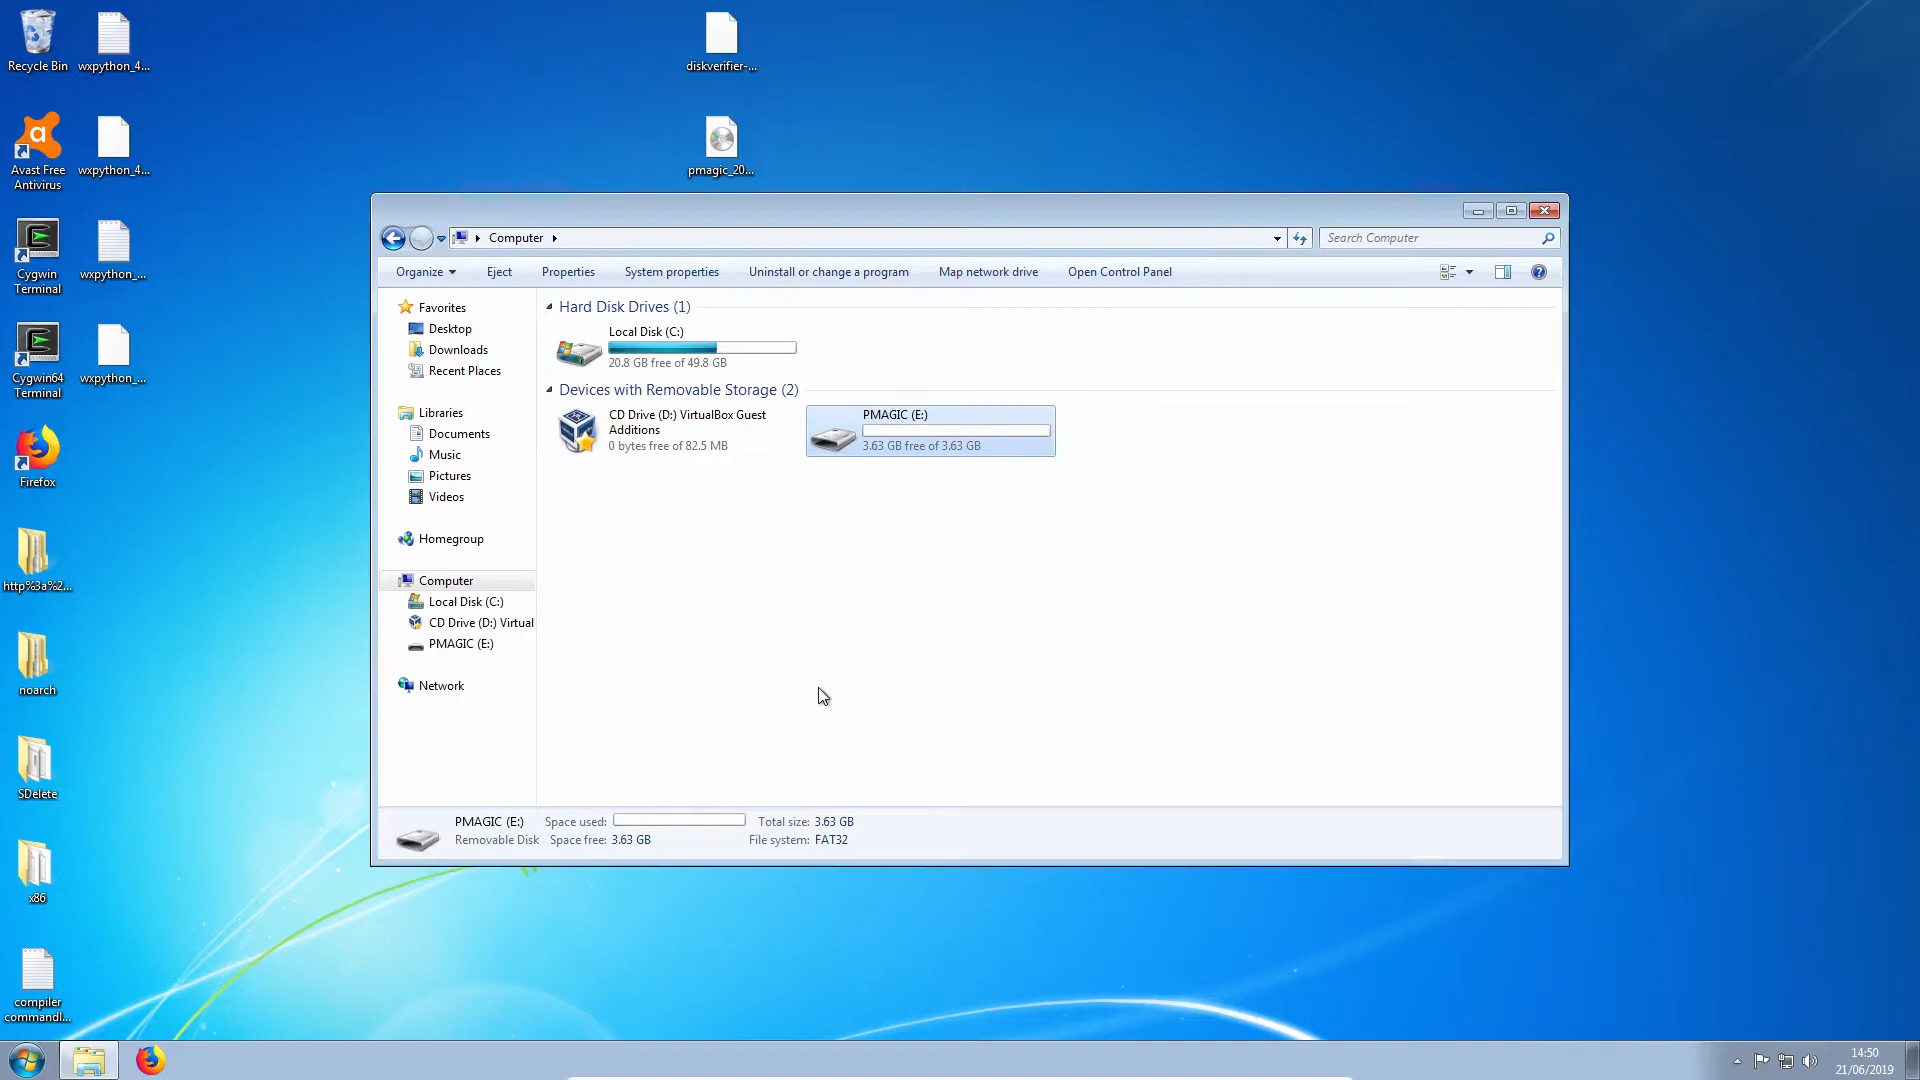 Recycle Bin
wxpython_4...
Avast Free
Antivirus
wxpython_4...
Cygwin
Terminal
wxpython_...
Cygwin64
Terminal
wxpython_...
Firefox
http%3a%2...
noarch
SDelete
x86
compiler
commandl...
diskverifier-...
pmagic_20...
Computer
Search Computer
Organize
Eject
Properties
System properties
Uninstall or change a program
Map network drive
Open Control Panel
Favorites
Desktop
Downloads
Recent Places
Libraries
Documents
Music
Pictures
Videos
Homegroup
Computer
Local Disk (C:)
CD Drive (D:) Virtual
PMAGIC (E:)
Network
Hard Disk Drives (1)
Local Disk (C:)
20.8 GB free of 49.8 GB
Devices with Removable Storage (2)
CD Drive (D:) VirtualBox Guest
Additions
0 bytes free of 82.5 MB
PMAGIC (E:)
3.63 GB free of 3.63 GB
PMAGIC (E:)
Space used:
Total size: 3.63 GB
Removable Disk
Space free: 3.63 GB
File system: FAT32
14:50
21/06/2019